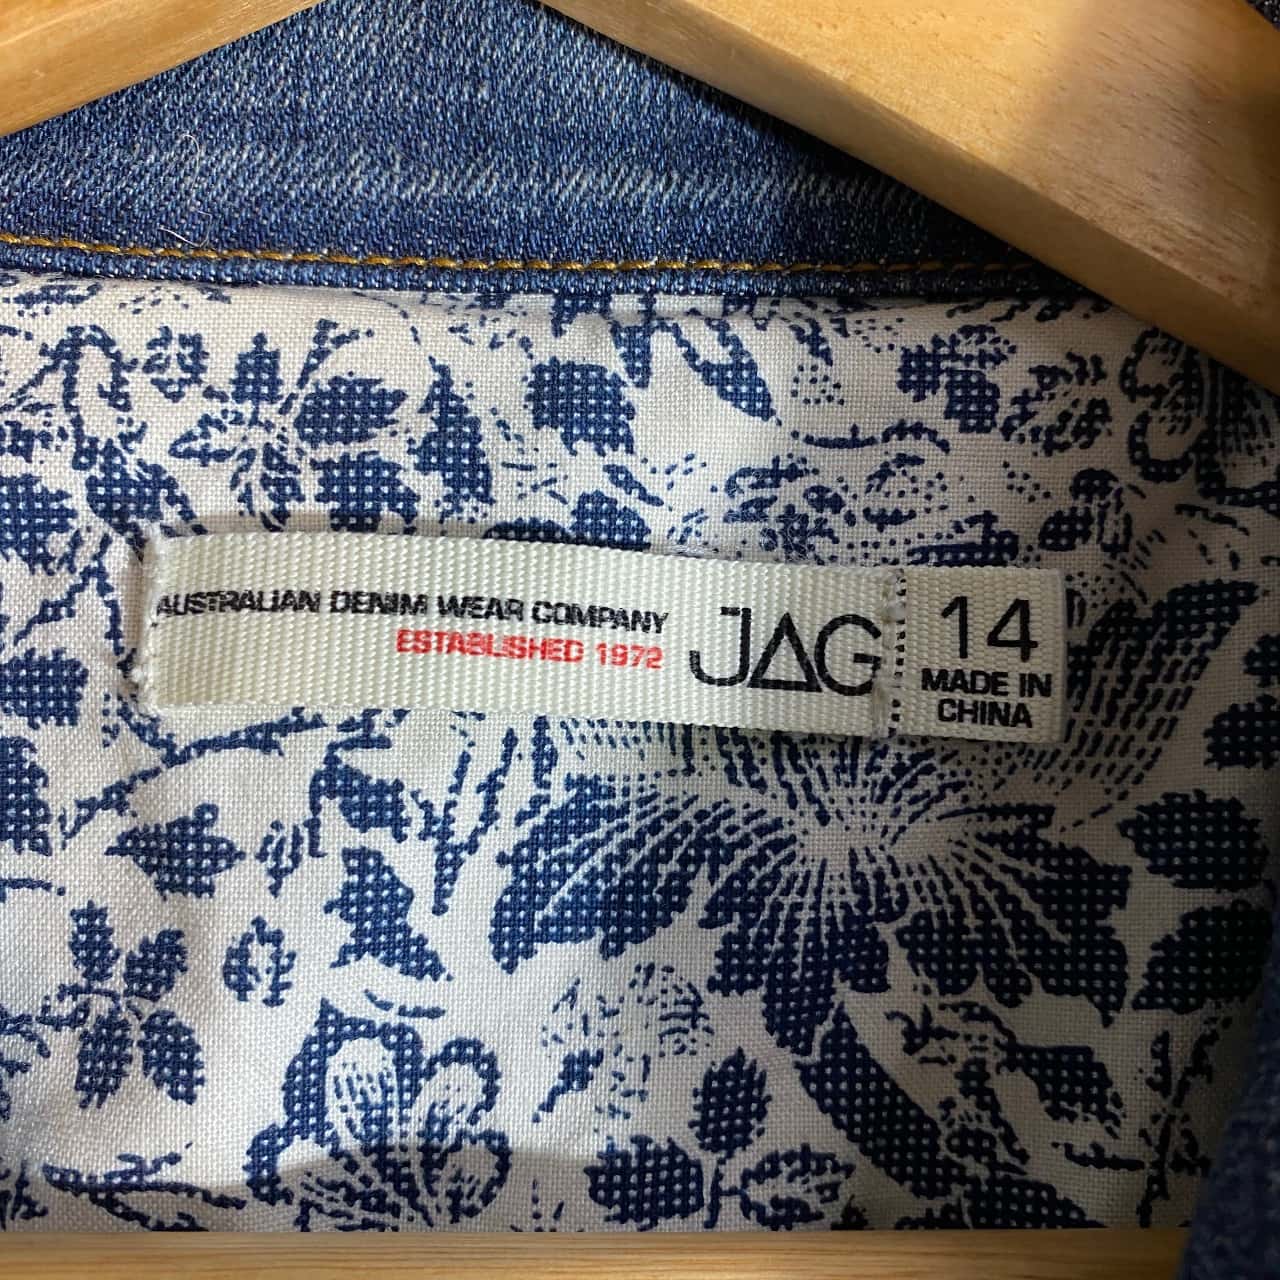 AUSTRALIAN DENIM WEAR COMPANY
ESTABLISHED 1972
JAG
14
MADE IN
CHINA